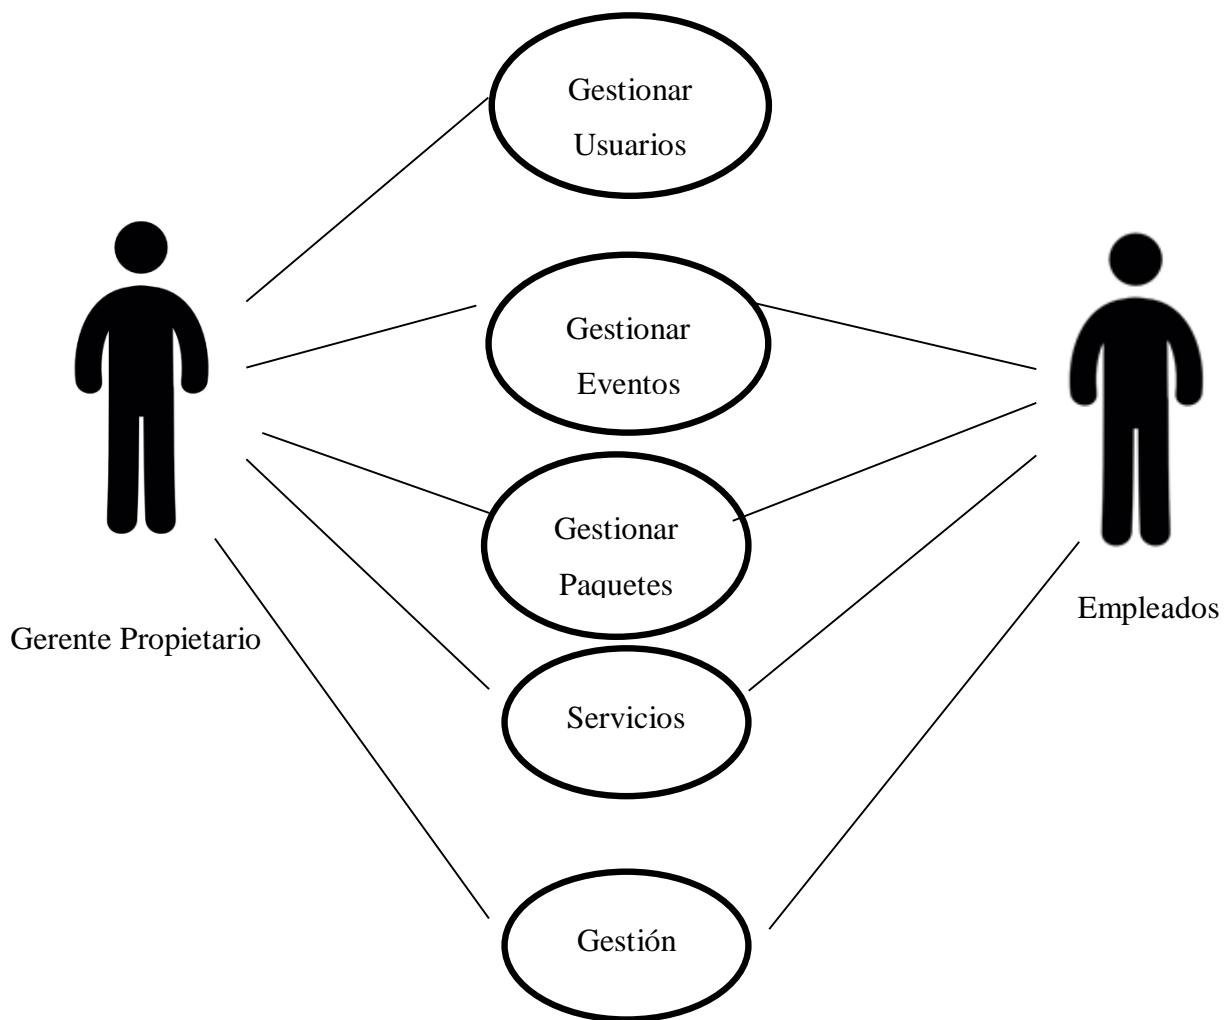 Gestionar
Usuarios
Gestionar
Eventos
Gestionar
Paquetes
Gerente Propietario
Empleados
Servicios
Gestión